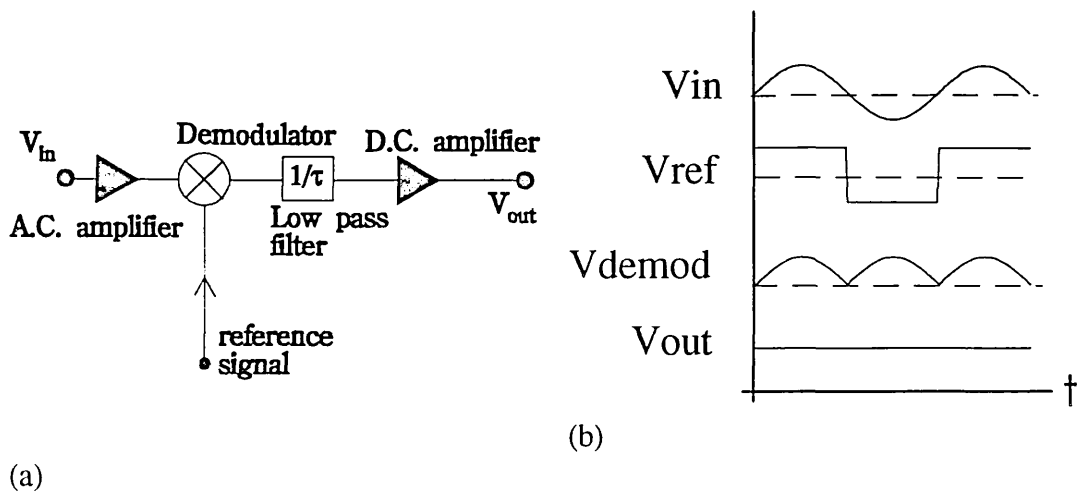 V_in
A.C. amplifier
Demodulator
1/τ
Low pass
filter
D.C. amplifier
V_out
reference
signal
(a)
Vin
Vref
Vdemod
Vout
t
(b)